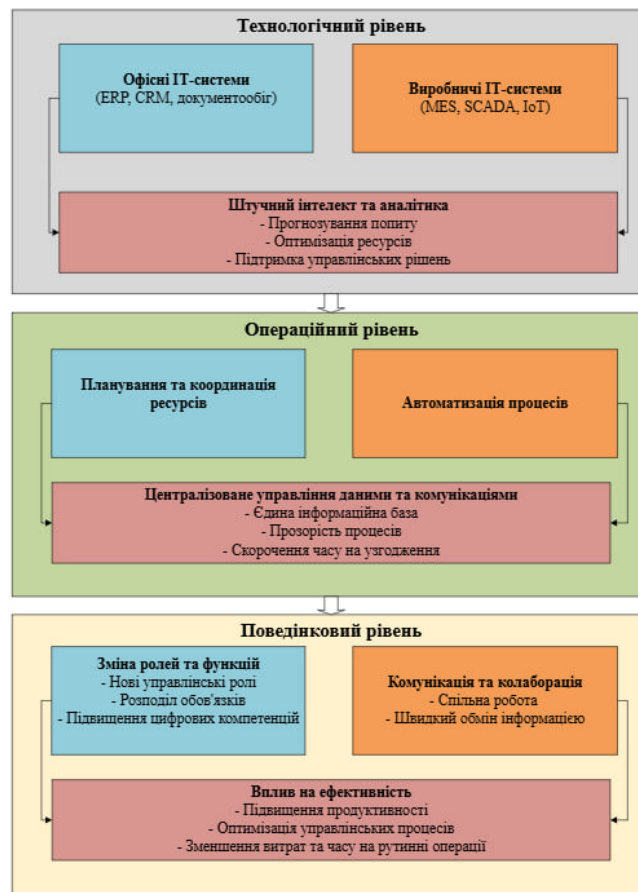 Технологічний рівень
Офісні ІТ-системи
(ERP, CRM, документообіг)
Виробничі ІТ-системи
(MES, SCADA, IoT)
Штучний інтелект та аналітика
- Прогнозування попиту
- Оптимізація ресурсів
- Підтримка управлінських рішень
Операційний рівень
Планування та координація
ресурсів
Автоматизація процесів
Централізоване управління даними та комунікаціями
- Єдина інформаційна база
- Прозорість процесів
- Скорочення часу на узгодження
Поведінковий рівень
Зміна ролей та функцій
- Нові управлінські ролі
- Розподіл обов'язків
- Підвищення цифрових компетенцій
Комунікація та колаборація
- Спільна робота
- Швидкий обмін інформацією
Вплив на ефективність
- Підвищення продуктивності
- Оптимізація управлінських процесів
- Зменшення витрат та часу на рутинні операції